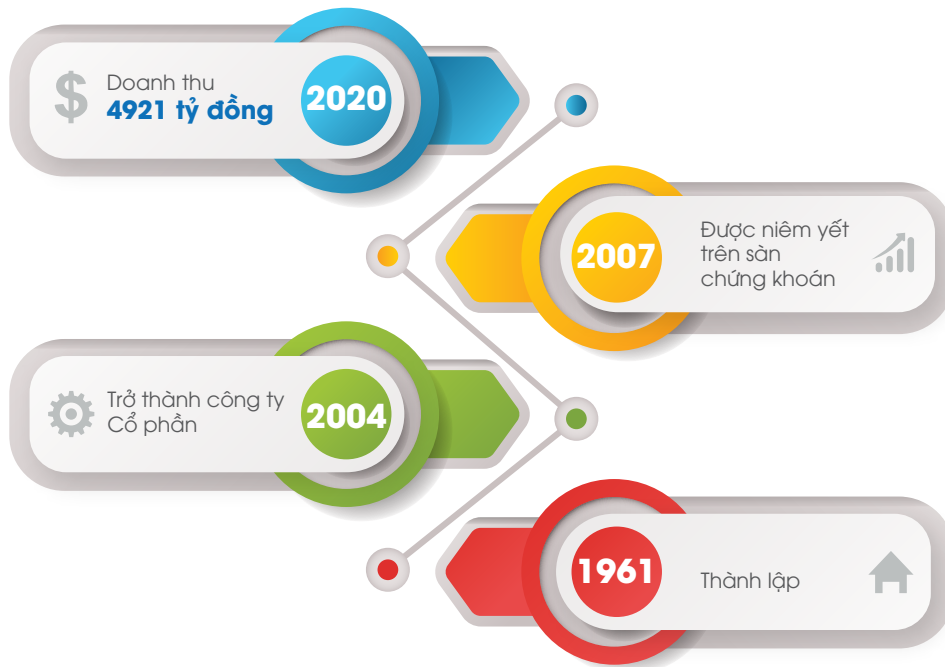 Doanh thu
4921 tỷ đồng
2020
2007
Được niêm yết
trên sàn
chứng khoán
Trở thành công ty
Cổ phần
2004
1961
Thành lập